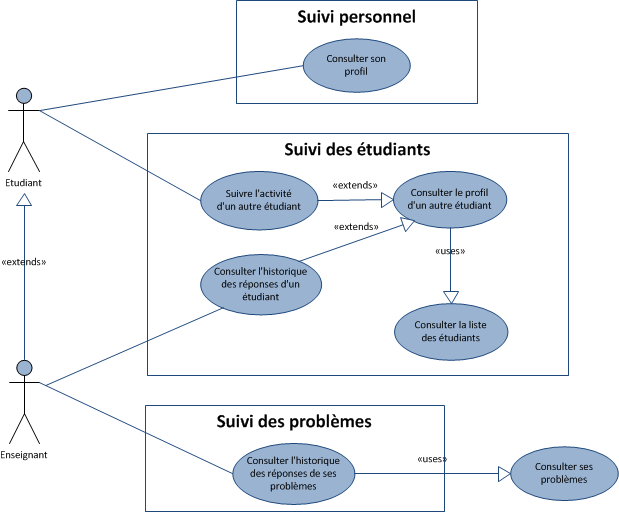 Suivi personnel
Consulter son
profil
Etudiant
Suivi des étudiants
Suivre l'activité
d'un autre étudiant
«extends»
Consulter le profil
d'un autre étudiant
«extends»
«uses»
«extends»
Consulter l'historique
des réponses d'un
étudiant
Consulter la liste
des étudiants
Enseignant
Suivi des problèmes
Consulter l'historique
des réponses de ses
problèmes
«uses»
Consulter ses
problèmes